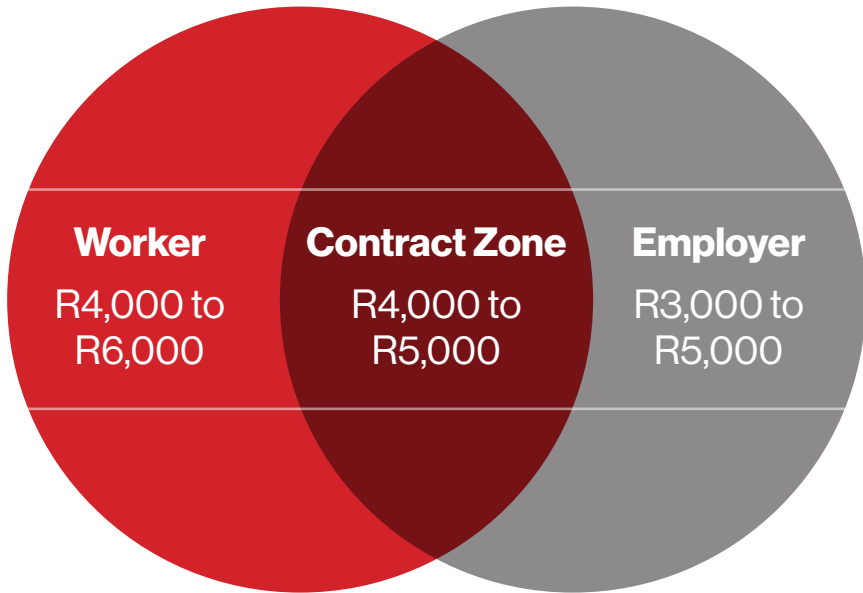 Worker
R4,000 to
R6,000
Contract Zone
R4,000 to
R5,000
Employer
R3,000 to
R5,000